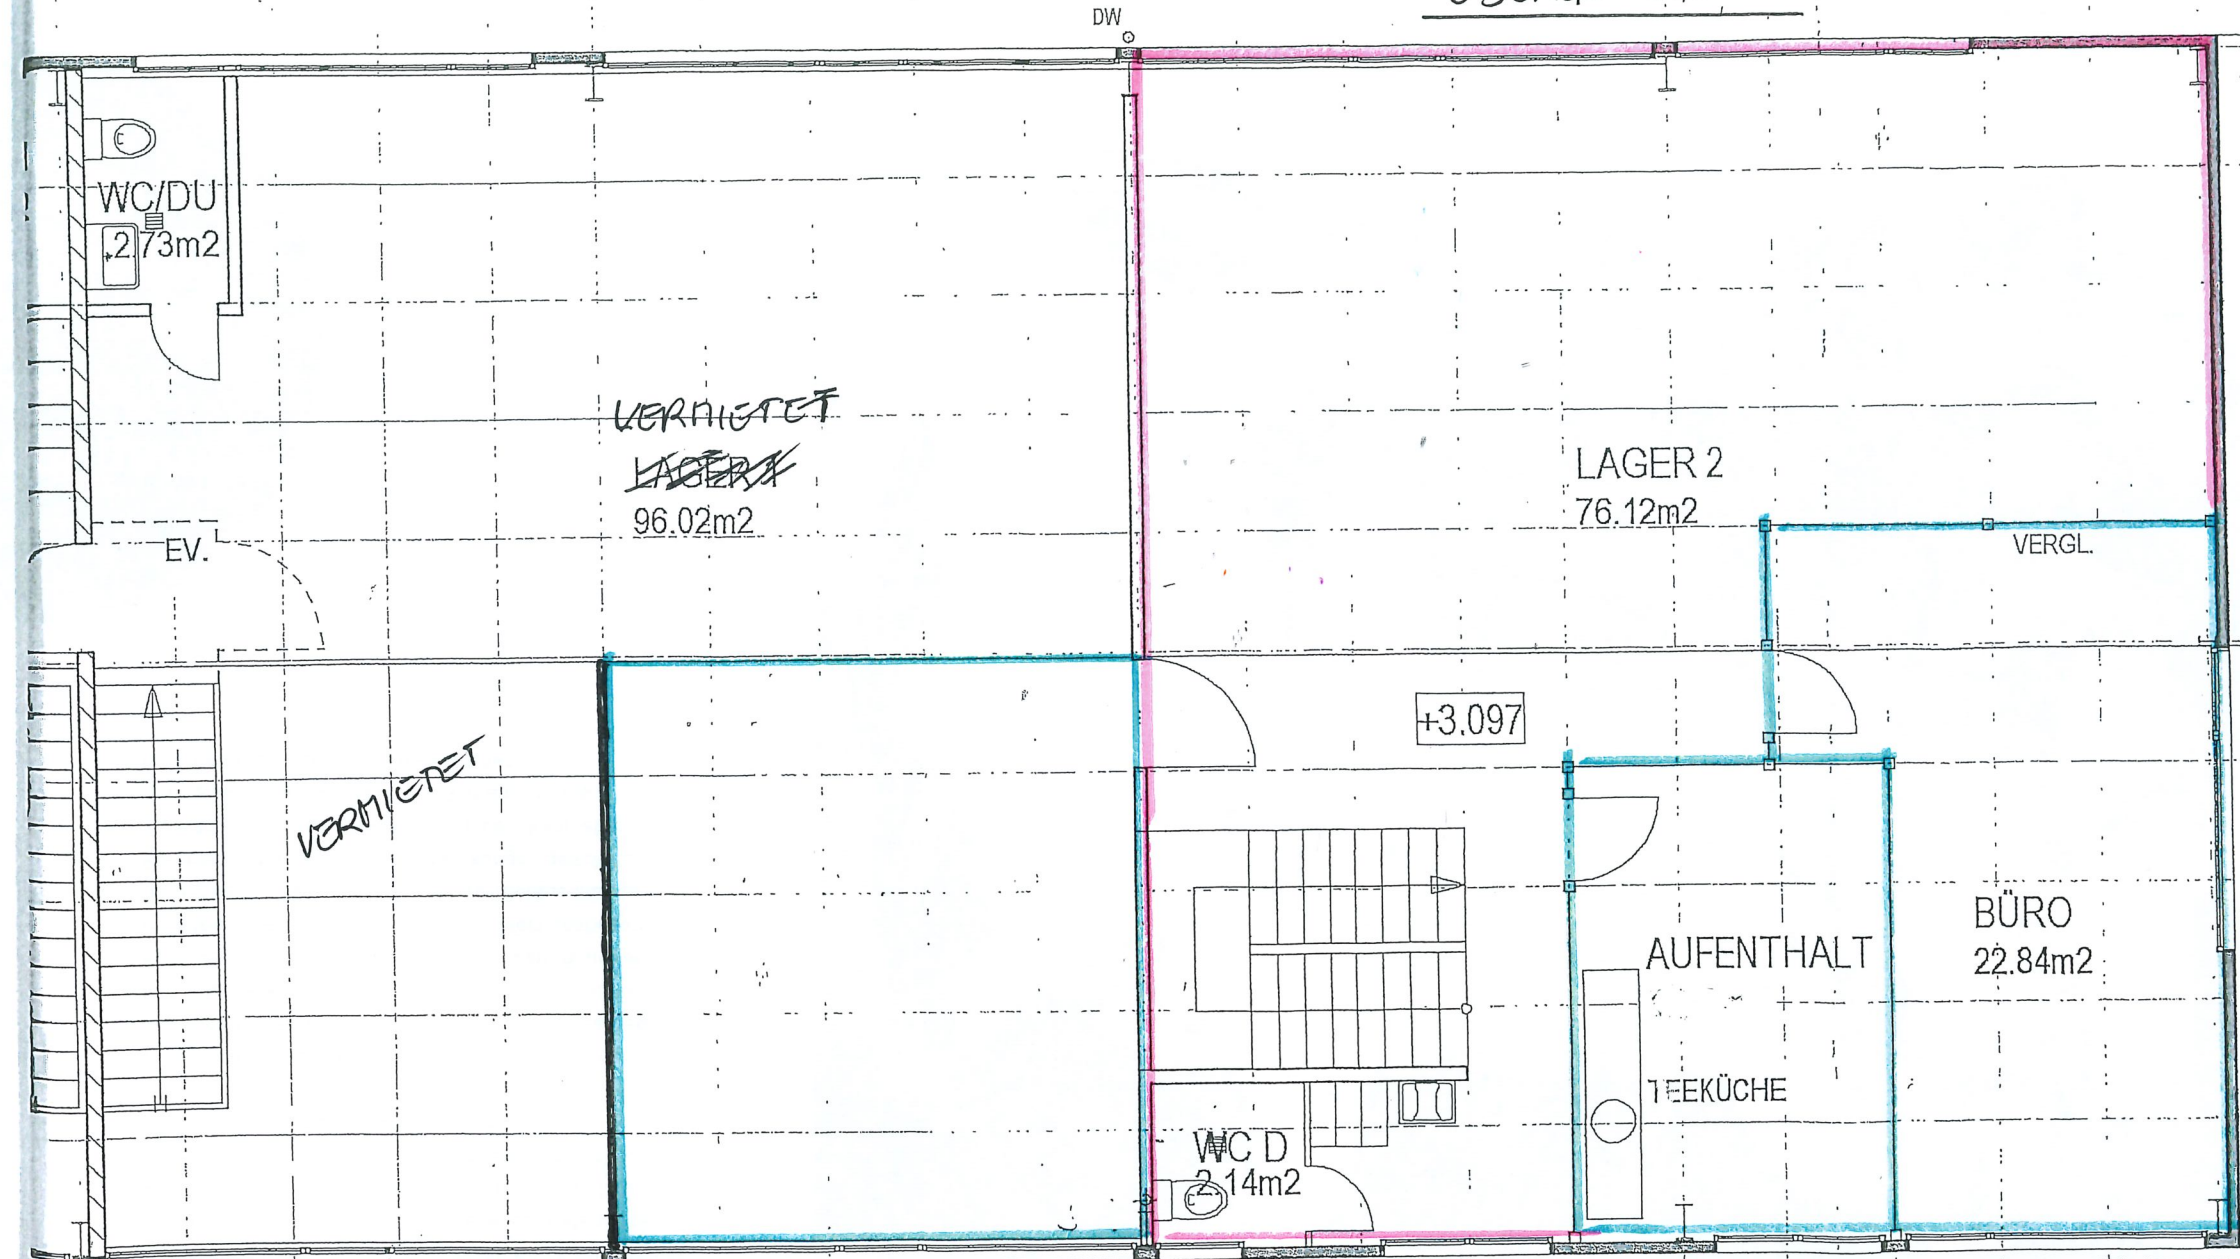 DW
WC/DU
2.73m2
VERMIETET
LAGER 1
96.02m2
LAGER 2
76.12m2
EV.
VERGL.
+3.097
VERMIETET
BÜRO
22.84m2
AUFENTHALT
TEEKÜCHE
WC D
2.14m2